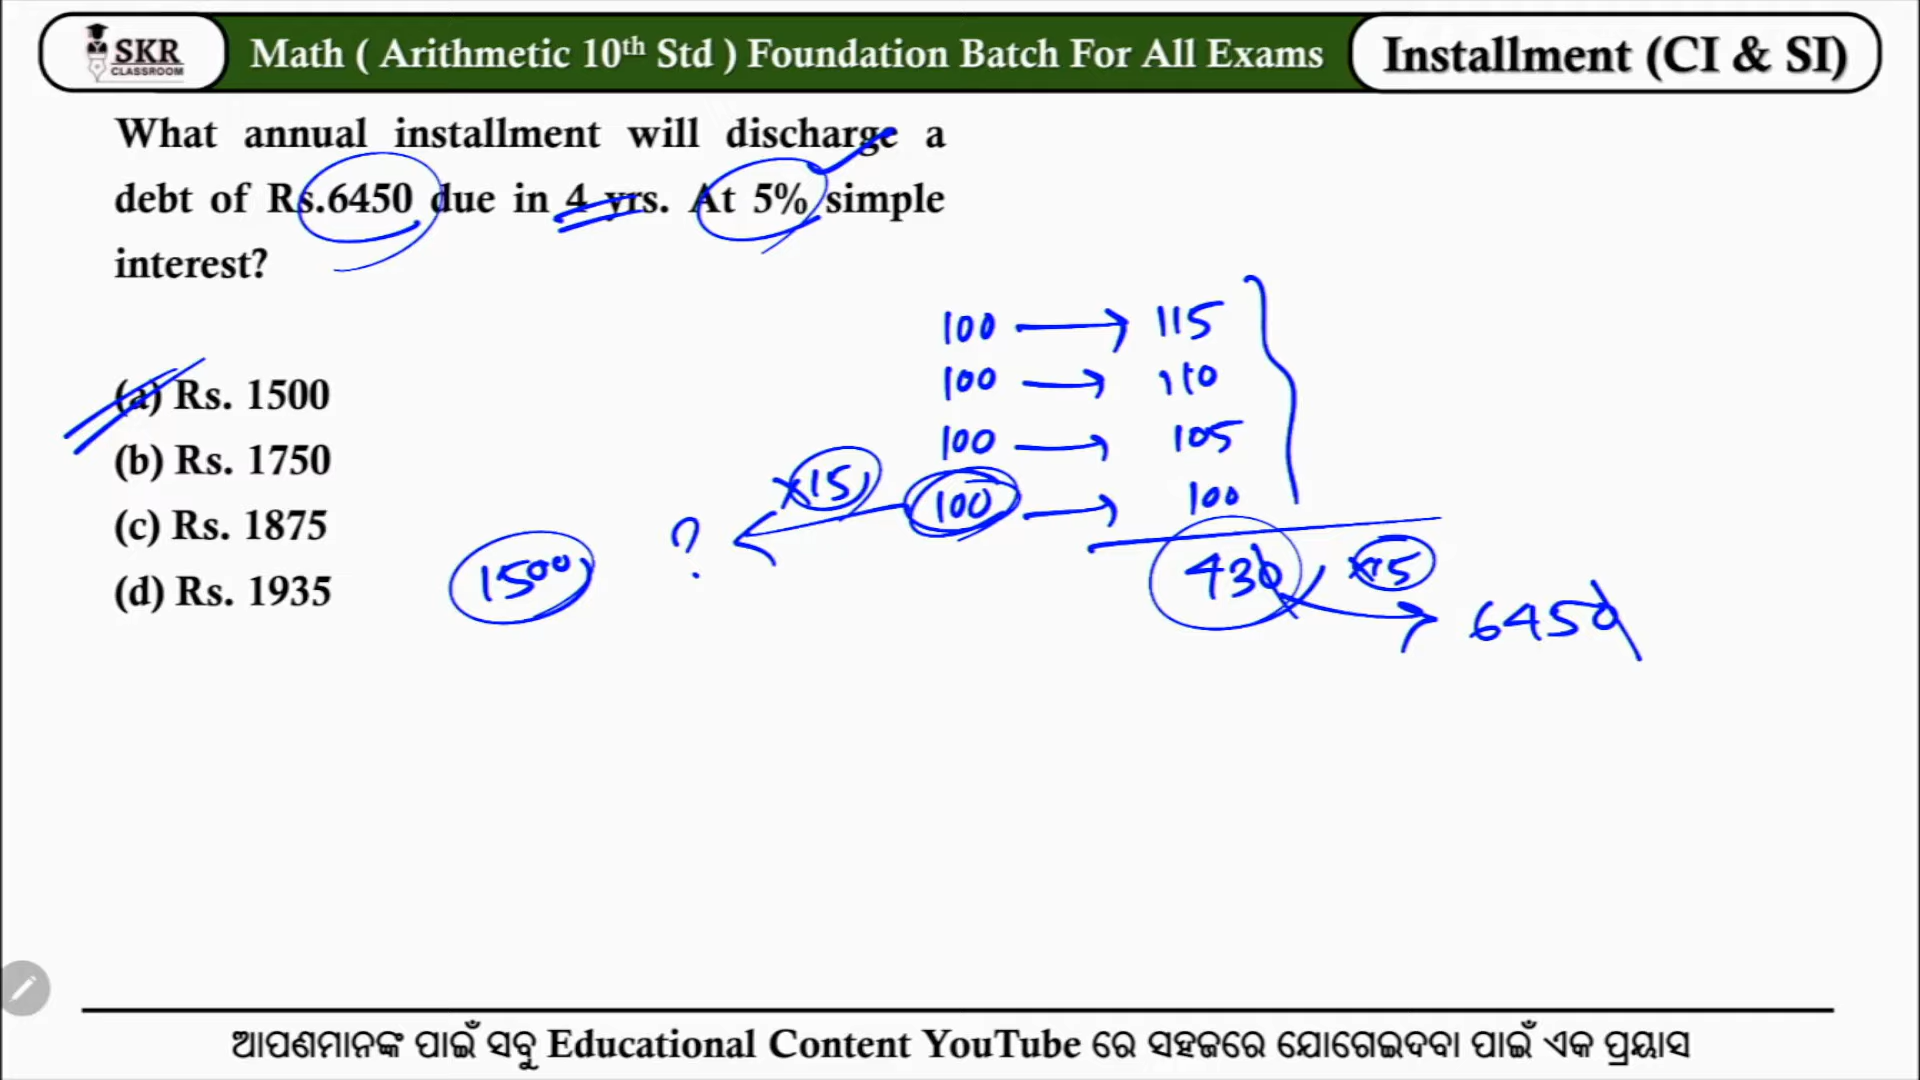 SKR
CLASSROOM
Math ( Arithmetic 10th Std ) Foundation Batch For All Exams
Installment (CI & SI)
What annual installment will discharge a
debt of Rs.6450 due in 4 yrs. At 5% simple
interest?
(a) Rs. 1500
(b) Rs. 1750
(c) Rs. 1875
(d) Rs. 1935
100 → 115
100 → 110
100 → 105
×15 100 → 100
1500 ? 430 ×15 6450
ଆପଣମାନଙ୍କ ପାଇଁ ସବୁ Educational Content YouTube ରେ ସହଜରେ ଯୋଗେଇଦବା ପାଇଁ ଏକ ପ୍ରୟାସ